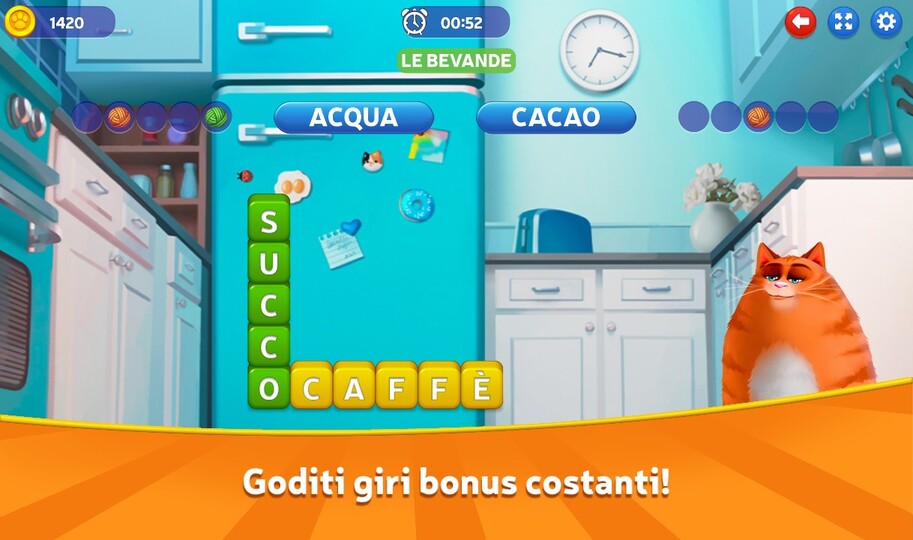 1420
00:52
LE BEVANDE
ACQUA
CACAO
SUCCO
CAFFÈ
Goditi giri bonus costanti!